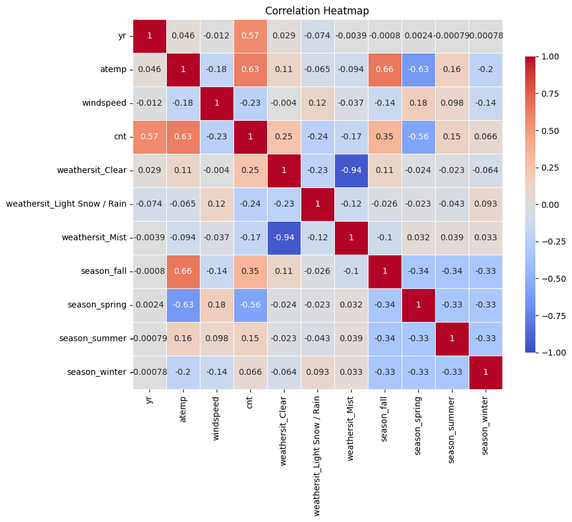 Correlation Heatmap
yr 1 0.046 -0.012 0.57 0.029 -0.074 -0.0039 -0.0008 0.0024 -0.00079 -0.00078
atemp 0.046 1 -0.18 0.63 0.11 -0.065 -0.094 0.66 -0.63 0.16 -0.2
windspeed -0.012 -0.18 1 -0.23 -0.004 0.12 -0.037 -0.14 0.18 0.098 -0.14
cnt 0.57 0.63 -0.23 1 0.25 -0.24 -0.17 0.35 -0.56 0.15 0.066
weathersit_Clear 0.029 0.11 -0.004 0.25 1 -0.23 -0.94 0.11 -0.024 -0.023 -0.064
weathersit_Light Snow / Rain -0.074 -0.065 0.12 -0.24 -0.23 1 -0.12 -0.026 -0.023 -0.043 0.093
weathersit_Mist -0.0039 -0.094 -0.037 -0.17 -0.94 -0.12 1 -0.1 0.032 0.039 0.033
season_fall -0.0008 0.66 -0.14 0.35 0.11 -0.026 -0.1 1 -0.34 -0.34 -0.33
season_spring 0.0024 -0.63 0.18 -0.56 -0.024 -0.023 0.032 -0.34 1 -0.33 -0.33
season_summer -0.00079 0.16 0.098 0.15 -0.023 -0.043 0.039 -0.34 -0.33 1 -0.33
season_winter -0.00078 -0.2 -0.14 0.066 -0.064 0.093 0.033 -0.33 -0.33 -0.33 1
yr
atemp
windspeed
cnt
weathersit_Clear
weathersit_Light Snow / Rain
weathersit_Mist
season_fall
season_spring
season_summer
season_winter
1.00
0.75
0.50
0.25
0.00
-0.25
-0.50
-0.75
-1.00